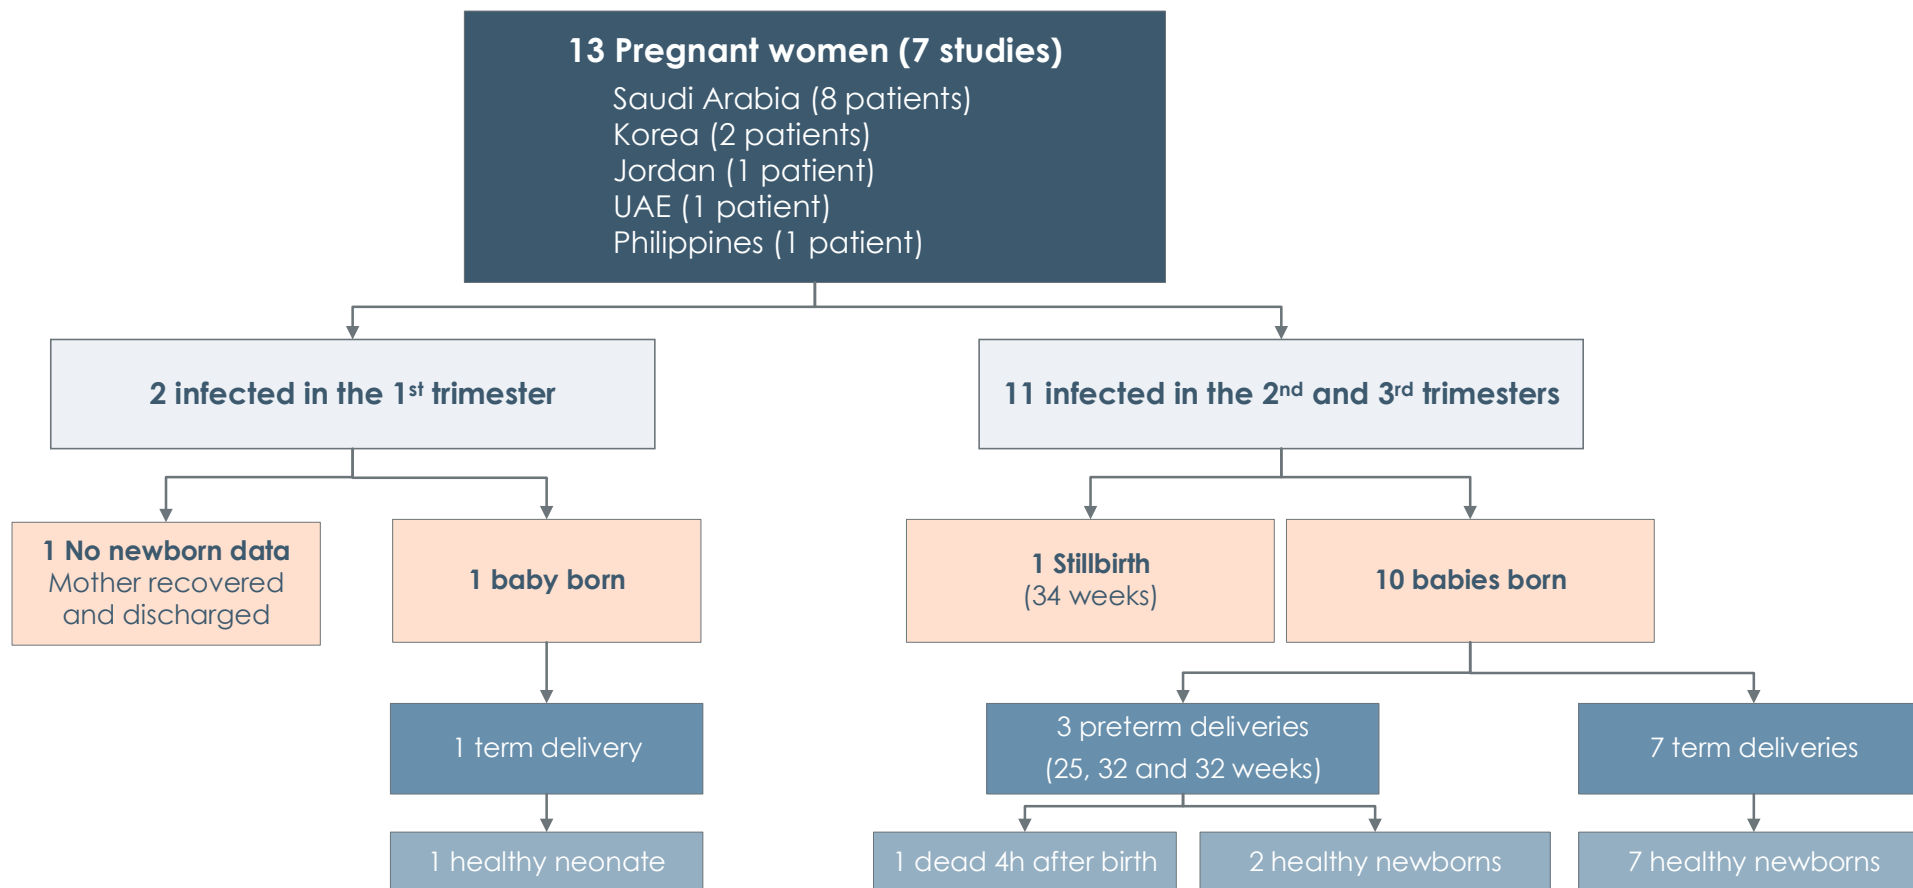 13 Pregnant women (7 studies)
Saudi Arabia (8 patients)
Korea (2 patients)
Jordan (1 patient)
UAE (1 patient)
Philippines (1 patient)
2 infected in the 1st trimester
11 infected in the 2nd and 3rd trimesters
1 No newborn data
Mother recovered
and discharged
1 baby born
1 Stillbirth
(34 weeks)
10 babies born
1 term delivery
3 preterm deliveries
(25, 32 and 32 weeks)
7 term deliveries
1 healthy neonate
1 dead 4h after birth
2 healthy newborns
7 healthy newborns